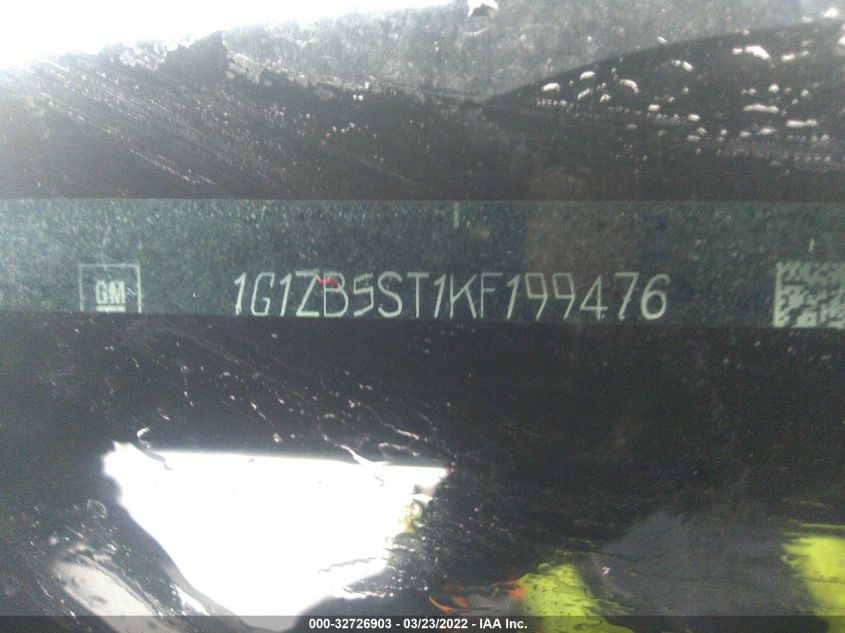 GM
1G1ZB5ST1KF199476
000-32726903 - 03/23/2022 - IAA Inc.